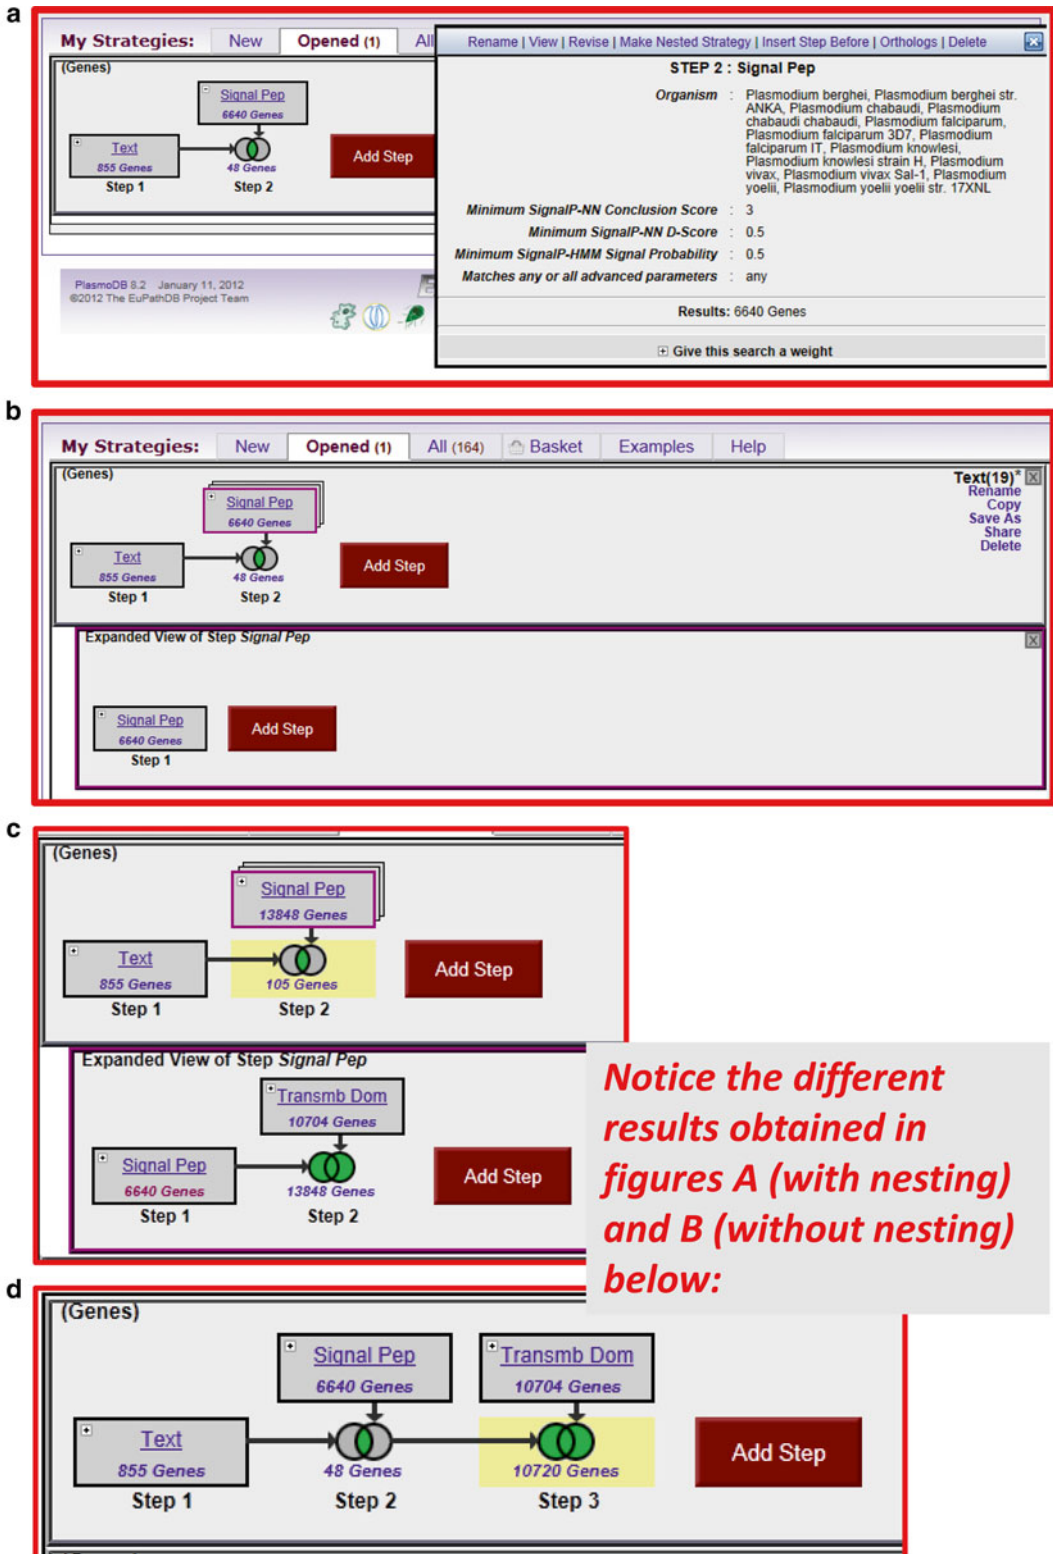 a
My Strategies: New Opened (1) All
(Genes)
Signal Pep
6640 Genes
Text
855 Genes
48 Genes
Add Step
Step 1 Step 2
PlasmoDB 8.2 January 11, 2012
©2012 The EuPathDB Project Team
Rename | View | Revise | Make Nested Strategy | Insert Step Before | Orthologs | Delete
STEP 2 : Signal Pep
Organism : Plasmodium berghei, Plasmodium berghei str.
ANKA, Plasmodium chabaudi, Plasmodium
chabaudi chabaudi, Plasmodium falciparum,
Plasmodium falciparum 3D7, Plasmodium
falciparum IT, Plasmodium knowlesi,
Plasmodium knowlesi strain H, Plasmodium
vivax, Plasmodium vivax Sal-1, Plasmodium
yoelii, Plasmodium yoelii yoelii str. 17XNL
Minimum SignalP-NN Conclusion Score : 3
Minimum SignalP-NN D-Score : 0.5
Minimum SignalP-HMM Signal Probability : 0.5
Matches any or all advanced parameters : any
Results: 6640 Genes
Give this search a weight
b
My Strategies: New Opened (1) All (164) Basket Examples Help
(Genes)
Text(19)*
Rename
Copy
Save As
Share
Delete
Signal Pep
6640 Genes
Text
855 Genes
48 Genes
Add Step
Step 1 Step 2
Expanded View of Step Signal Pep
Signal Pep
6640 Genes
Add Step
Step 1
c
(Genes)
Signal Pep
13848 Genes
Text
855 Genes
105 Genes
Add Step
Step 1 Step 2
Expanded View of Step Signal Pep
Transmb Dom
10704 Genes
Signal Pep
6640 Genes
13848 Genes
Add Step
Step 1 Step 2
Notice the different
results obtained in
figures A (with nesting)
and B (without nesting)
below:
d
(Genes)
Signal Pep
6640 Genes
Transmb Dom
10704 Genes
Text
855 Genes
48 Genes
10720 Genes
Add Step
Step 1 Step 2 Step 3